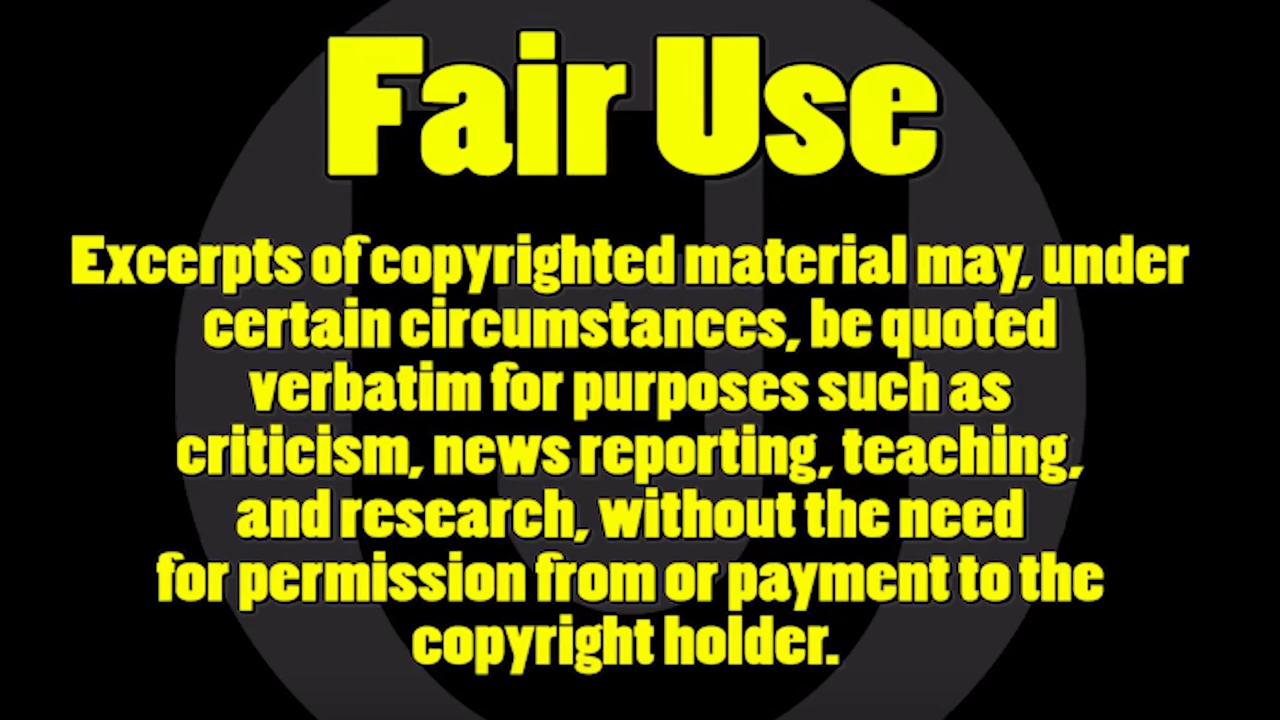 Fair Use
Excerpts of copyrighted material may, under
certain circumstances, be quoted
verbatim for purposes such as
criticism, news reporting, teaching,
and research, without the need
for permission from or payment to the
copyright holder.